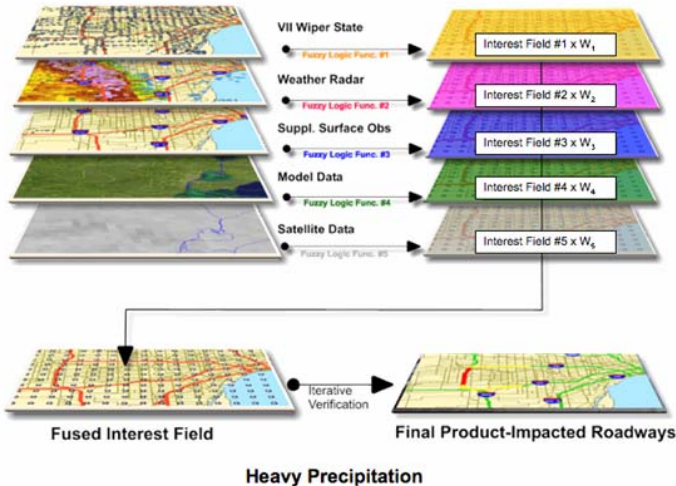 VII Wiper State
Fuzzy Logic Func. #1
Interest Field #1 x W₁
Weather Radar
Fuzzy Logic Func. #2
Interest Field #2 x W₂
Suppl. Surface Obs
Fuzzy Logic Func. #3
Interest Field #3 x W₃
Model Data
Fuzzy Logic Func. #4
Interest Field #4 x W₄
Satellite Data
Fuzzy Logic Func. #5
Interest Field #5 x W₅
Iterative
Verification
Fused Interest Field
Final Product-Impacted Roadways
Heavy Precipitation